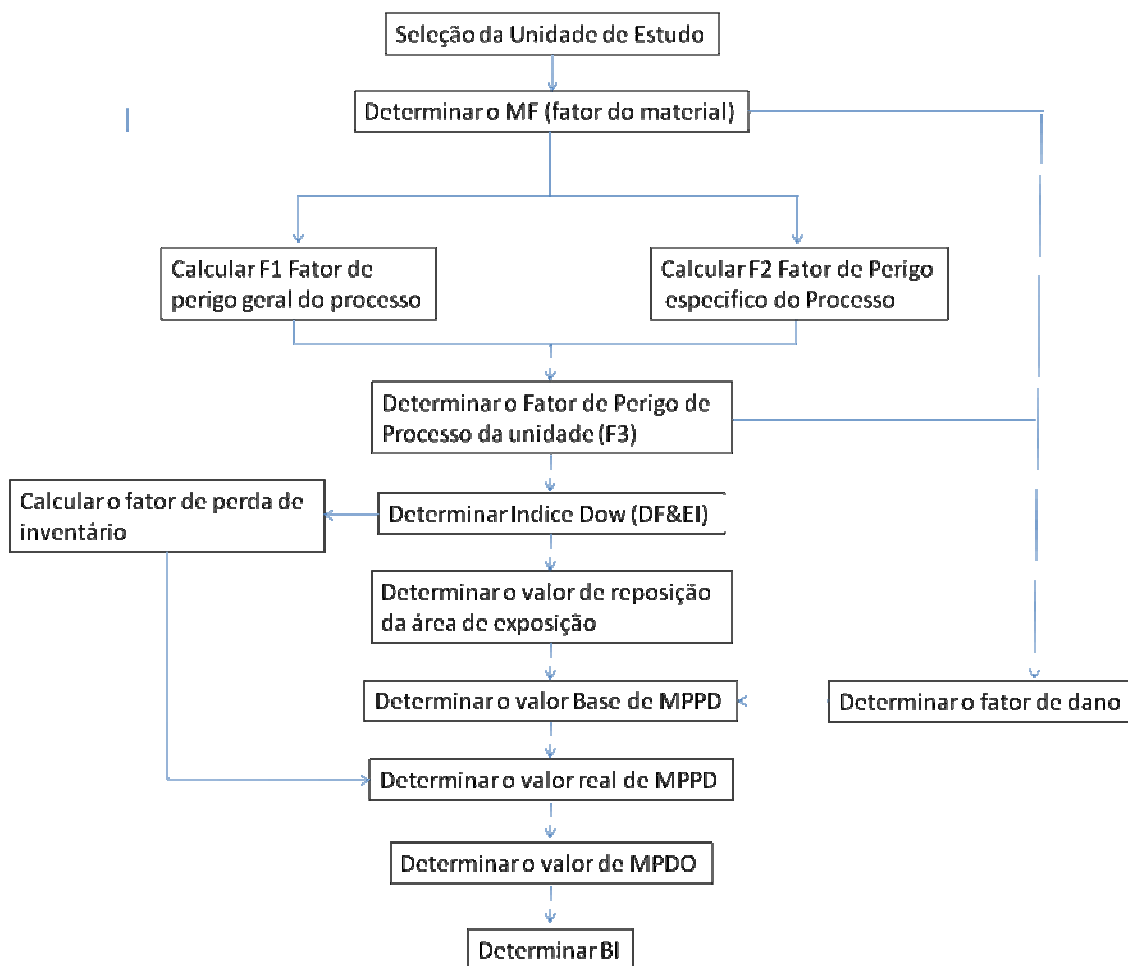 Seleção da Unidade de Estudo
Determinar o MF (fator do material)
Calcular F1 Fator de
perigo geral do processo
Calcular F2 Fator de Perigo
especifico do Processo
Determinar o Fator de Perigo de
Processo da unidade (F3)
Calcular o fator de perda de
inventário
Determinar Indice Dow (DF&EI)
Determinar o valor de reposição
da área de exposição
Determinar o valor Base de MPPD
Determinar o fator de dano
Determinar o valor real de MPPD
Determinar o valor de MPDO
Determinar BI